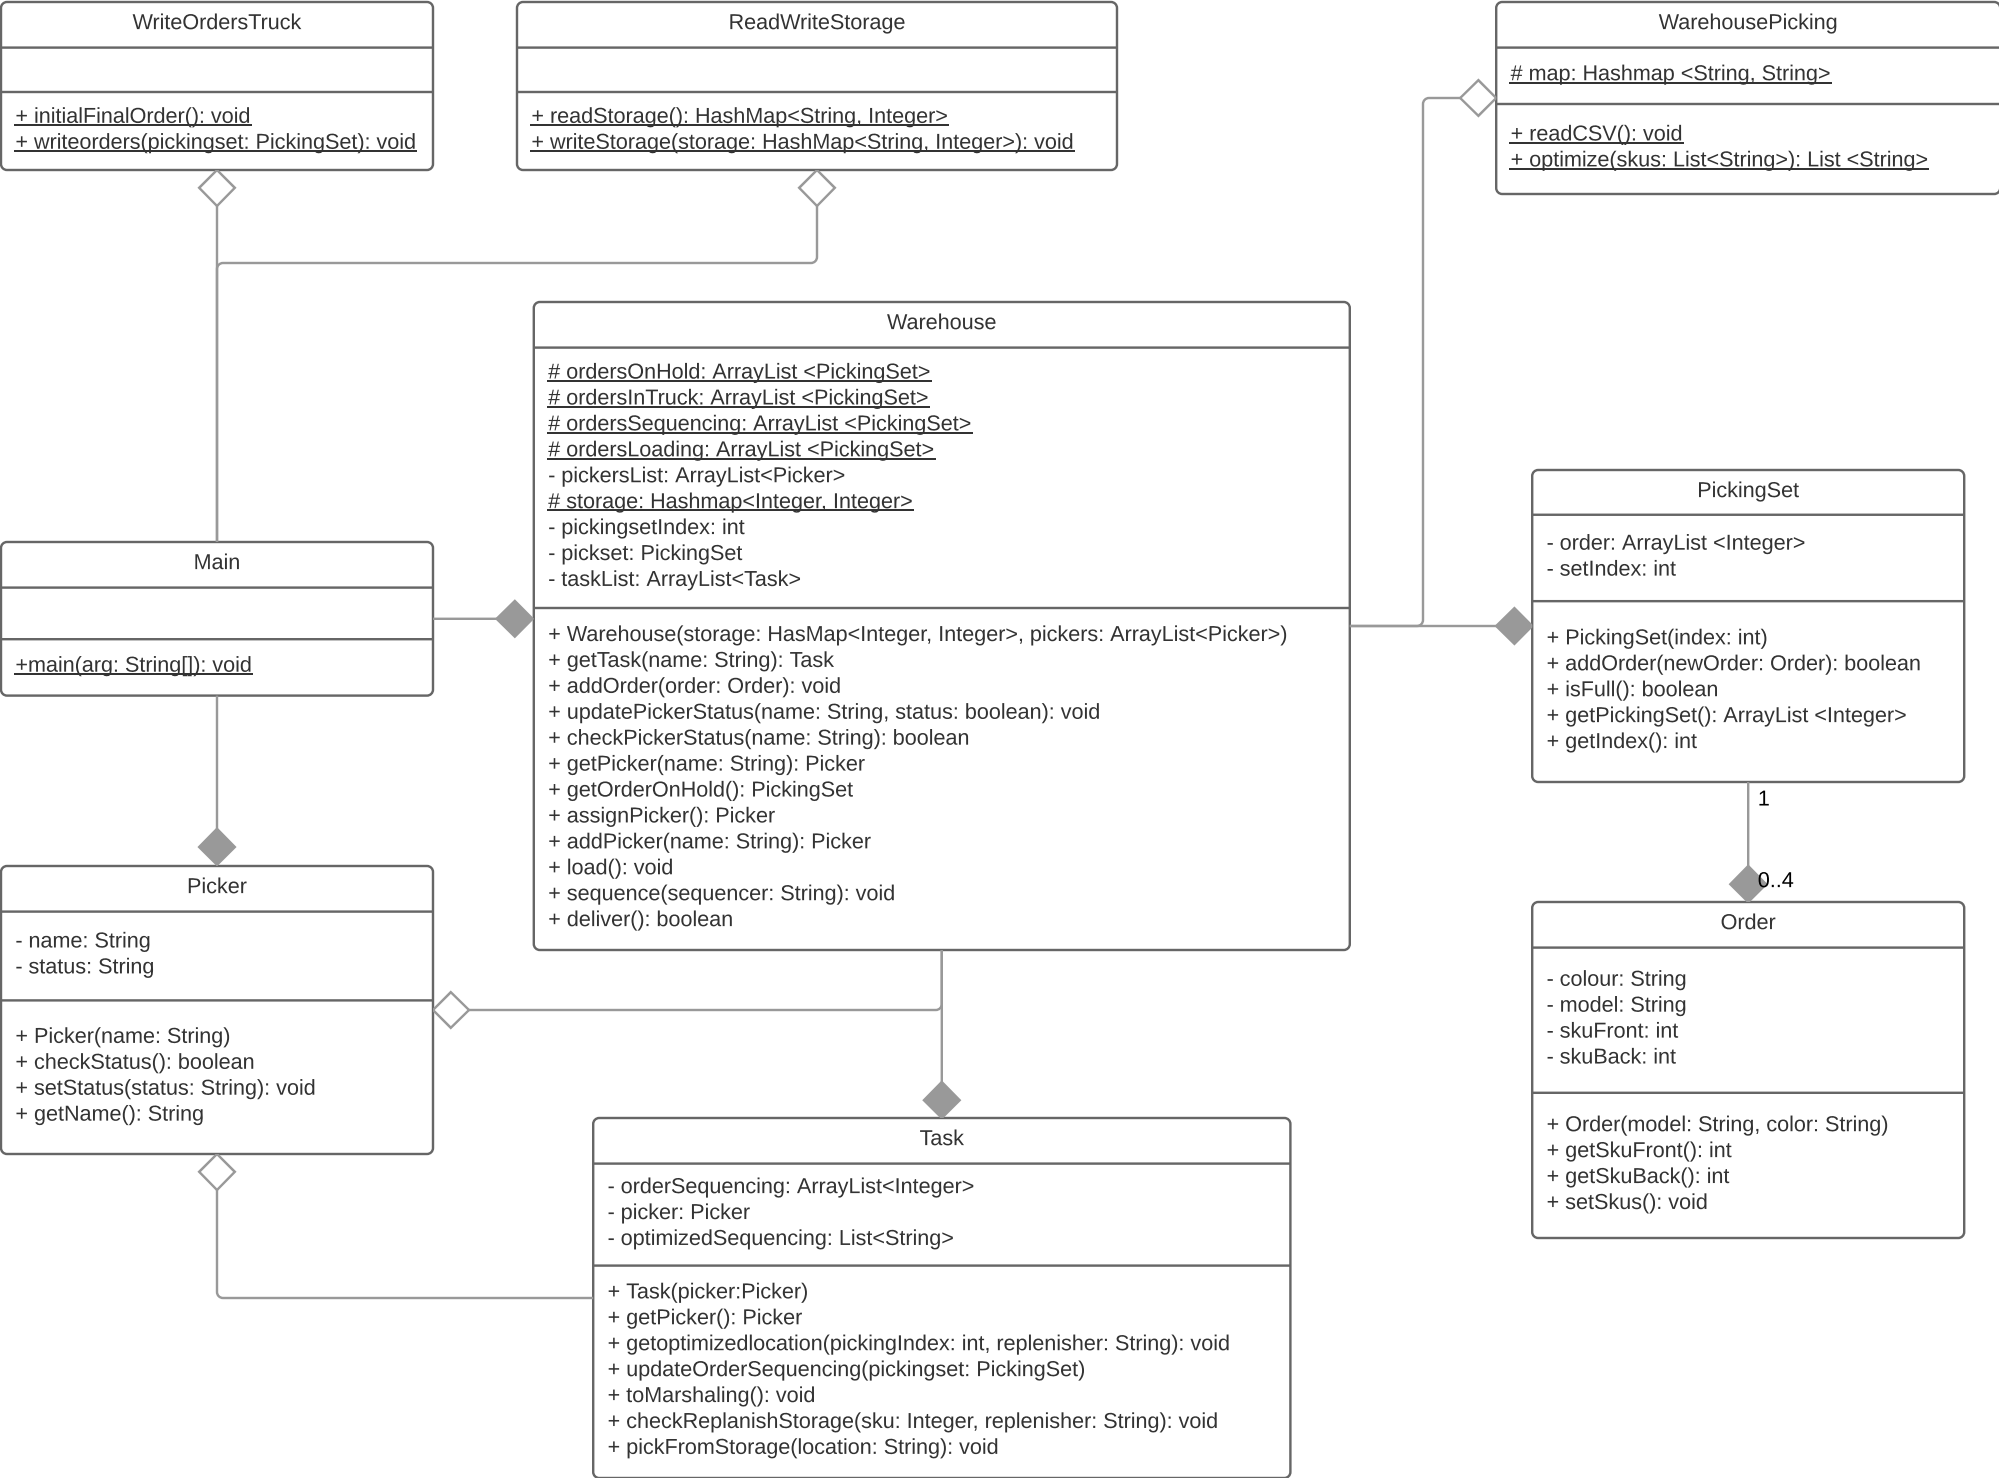 WriteOrdersTruck
+ initialFinalOrder(): void
+ writeorders(pickingset: PickingSet): void
ReadWriteStorage
+ readStorage(): HashMap<String, Integer>
+ writeStorage(storage: HashMap<String, Integer>): void
WarehousePicking
# map: Hashmap <String, String>
+ readCSV(): void
+ optimize(skus: List<String>): List <String>
Warehouse
# ordersOnHold: ArrayList <PickingSet>
# ordersInTruck: ArrayList <PickingSet>
# ordersSequencing: ArrayList <PickingSet>
# ordersLoading: ArrayList <PickingSet>
- pickersList: ArrayList<Picker>
# storage: Hashmap<Integer, Integer>
- pickingsetIndex: int
- pickset: PickingSet
- taskList: ArrayList<Task>
+ Warehouse(storage: HasMap<Integer, Integer>, pickers: ArrayList<Picker>)
+ getTask(name: String): Task
+ addOrder(order: Order): void
+ updatePickerStatus(name: String, status: boolean): void
+ checkPickerStatus(name: String): boolean
+ getPicker(name: String): Picker
+ getOrderOnHold(): PickingSet
+ assignPicker(): Picker
+ addPicker(name: String): Picker
+ load(): void
+ sequence(sequencer: String): void
+ deliver(): boolean
PickingSet
- order: ArrayList <Integer>
- setIndex: int
+ PickingSet(index: int)
+ addOrder(newOrder: Order): boolean
+ isFull(): boolean
+ getPickingSet(): ArrayList <Integer>
+ getIndex(): int
1
0..4
Main
+main(arg: String[]): void
Picker
- name: String
- status: String
+ Picker(name: String)
+ checkStatus(): boolean
+ setStatus(status: String): void
+ getName(): String
Order
- colour: String
- model: String
- skuFront: int
- skuBack: int
+ Order(model: String, color: String)
+ getSkuFront(): int
+ getSkuBack(): int
+ setSkus(): void
Task
- orderSequencing: ArrayList<Integer>
- picker: Picker
- optimizedSequencing: List<String>
+ Task(picker:Picker)
+ getPicker(): Picker
+ getoptimizedlocation(pickingIndex: int, replenisher: String): void
+ updateOrderSequencing(pickingset: PickingSet)
+ toMarshaling(): void
+ checkReplanishStorage(sku: Integer, replenisher: String): void
+ pickFromStorage(location: String): void